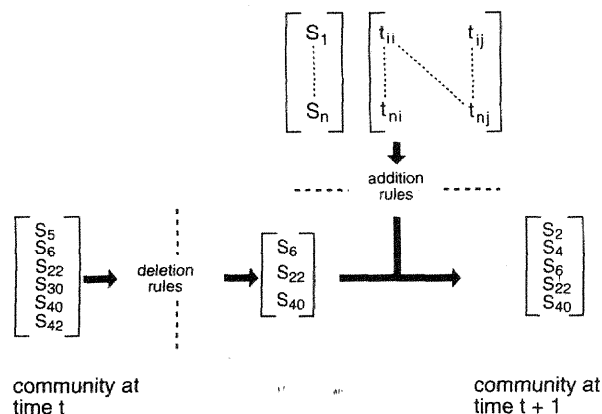 S1
Sn
tii tij
tni tnj
addition
rules
S5
S6
S22
S30
S40
S42
deletion
rules
S6
S22
S40
S2
S4
S6
S22
S40
community at
time t
community at
time t + 1